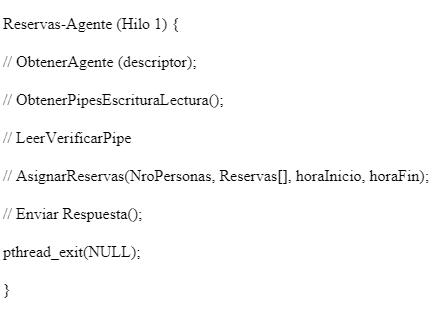 Reservas-Agente (Hilo 1) {
// ObtenerAgente (descriptor);
// ObtenerPipesEscrituraLectura();
// LeerVerificarPipe
// AsignarReservas(NroPersonas, Reservas[], horaInicio, horaFin);
// Enviar Respuesta();
pthread_exit(NULL);
}